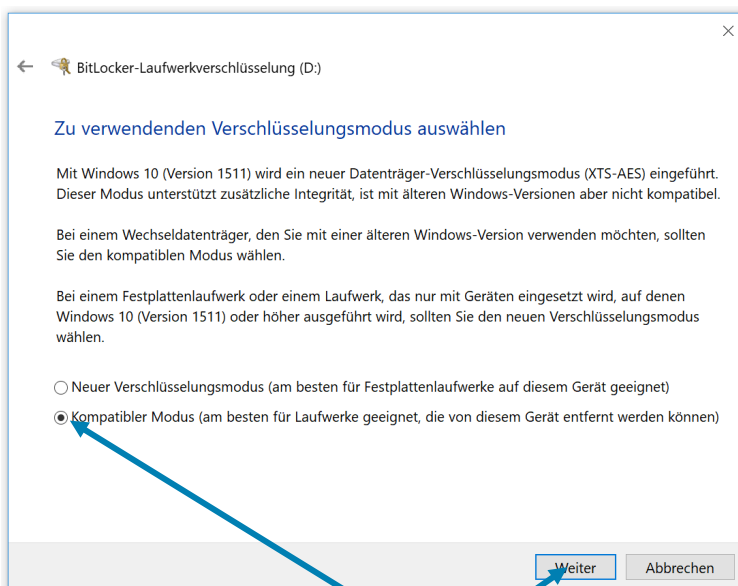 BitLocker-Laufwerkverschlüsselung (D:)
Zu verwendenden Verschlüsselungsmodus auswählen
Mit Windows 10 (Version 1511) wird ein neuer Datenträger-Verschlüsselungsmodus (XTS-AES) eingeführt.
Dieser Modus unterstützt zusätzliche Integrität, ist mit älteren Windows-Versionen aber nicht kompatibel.
Bei einem Wechseldatenträger, den Sie mit einer älteren Windows-Version verwenden möchten, sollten
Sie den kompatiblen Modus wählen.
Bei einem Festplattenlaufwerk oder einem Laufwerk, das nur mit Geräten eingesetzt wird, auf denen
Windows 10 (Version 1511) oder höher ausgeführt wird, sollten Sie den neuen Verschlüsselungsmodus
wählen.
Neuer Verschlüsselungsmodus (am besten für Festplattenlaufwerke auf diesem Gerät geeignet)
Kompatibler Modus (am besten für Laufwerke geeignet, die von diesem Gerät entfernt werden können)
Weiter Abbrechen